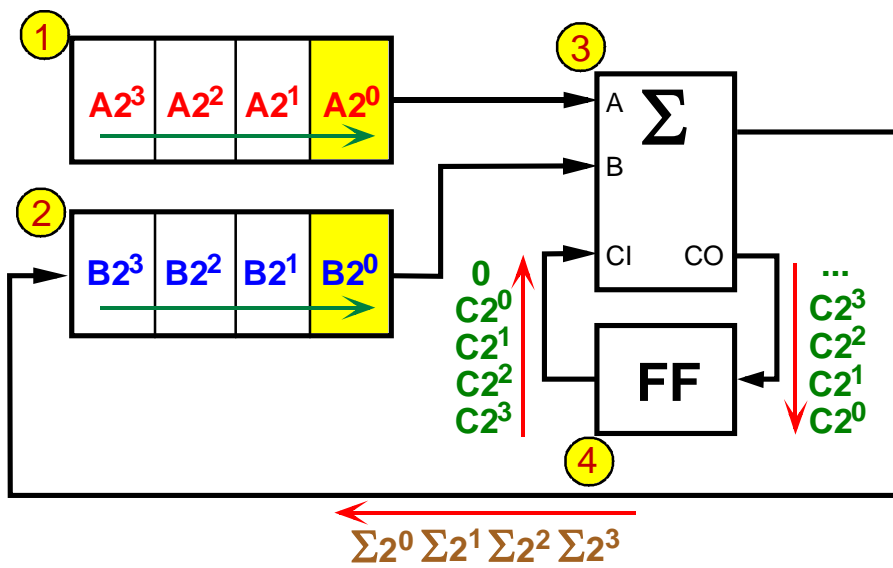 1
A2³ A2² A2¹ A2⁰
2
B2³ B2² B2¹ B2⁰
3
Σ
A
B
CI CO
0
C2⁰
C2¹
C2²
C2³
...
C2³
C2²
C2¹
C2⁰
FF
4
Σ2⁰ Σ2¹ Σ2² Σ2³